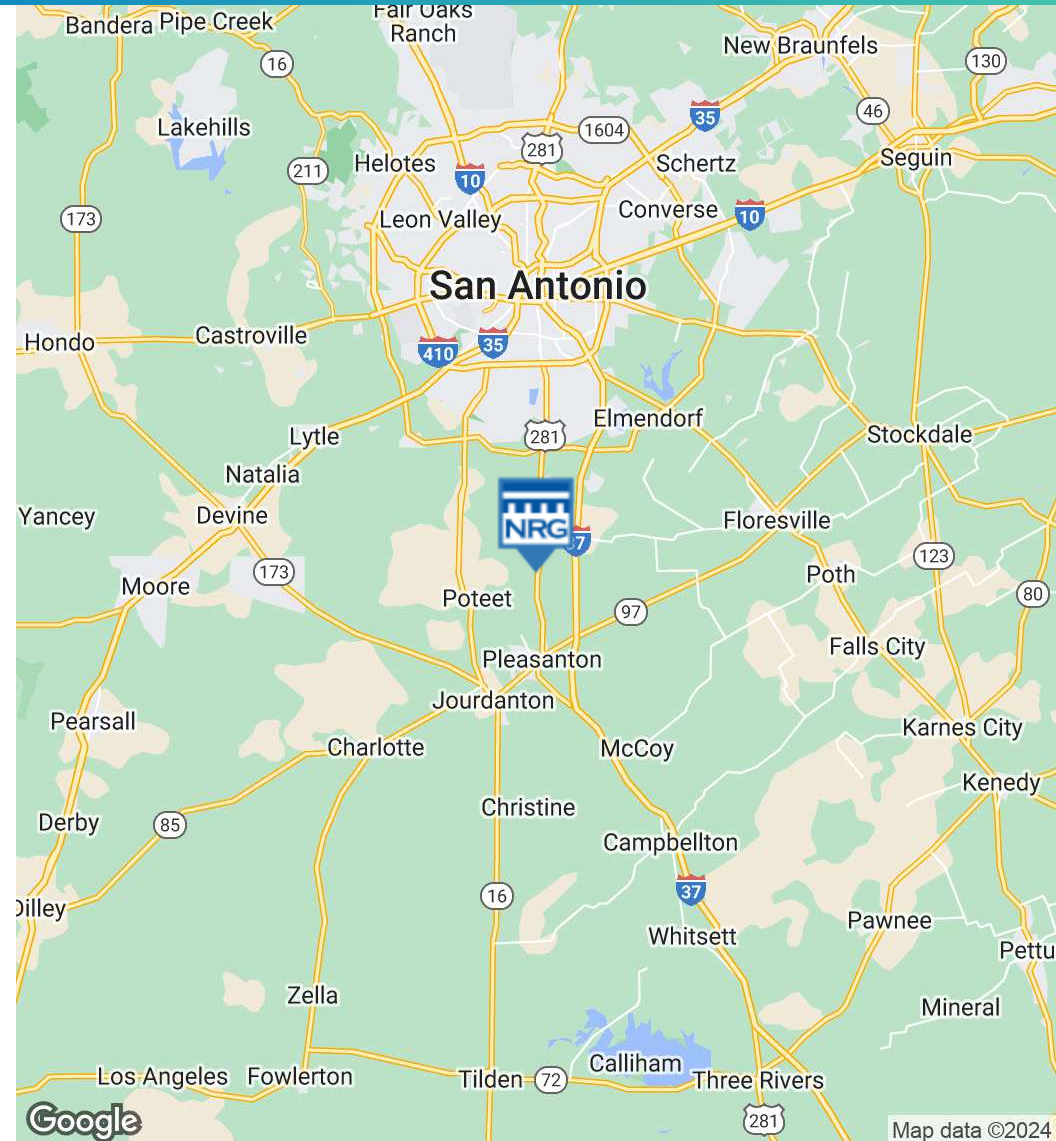 Bandera
Pipe Creek
Fair Oaks
Ranch
New Braunfels
16
130
Lakehills
35
46
1604
281
Helotes
Schertz
Seguin
211
10
173
Leon Valley
Converse
10
San Antonio
Hondo
Castroville
410
35
Elmendorf
Lytle
281
Stockdale
Natalia
Yancey
Devine
NRG
37
Floresville
123
Moore
173
Poth
80
Poteet
97
Falls City
Pleasanton
Jourdanton
Pearsall
Charlotte
McCoy
Karnes City
Kenedy
Christine
Derby
85
Campbellton
16
37
Dilley
Pawnee
Whitsett
Pettu
Zella
Mineral
Calliham
Los Angeles
Fowlerton
Tilden
72
Three Rivers
281
Google
Map data ©2024